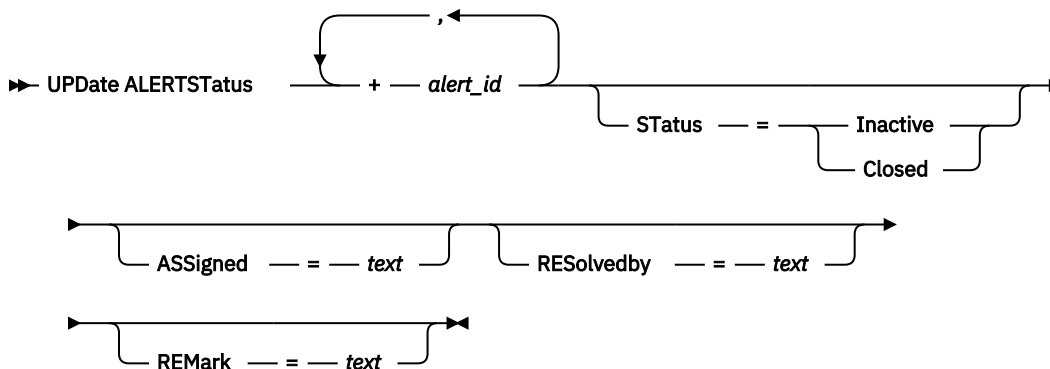 ,
UPDate ALERTSTatus + alert_id
STatus = Inactive
Closed
ASSigned = text RESolvedby = text
REMark = text